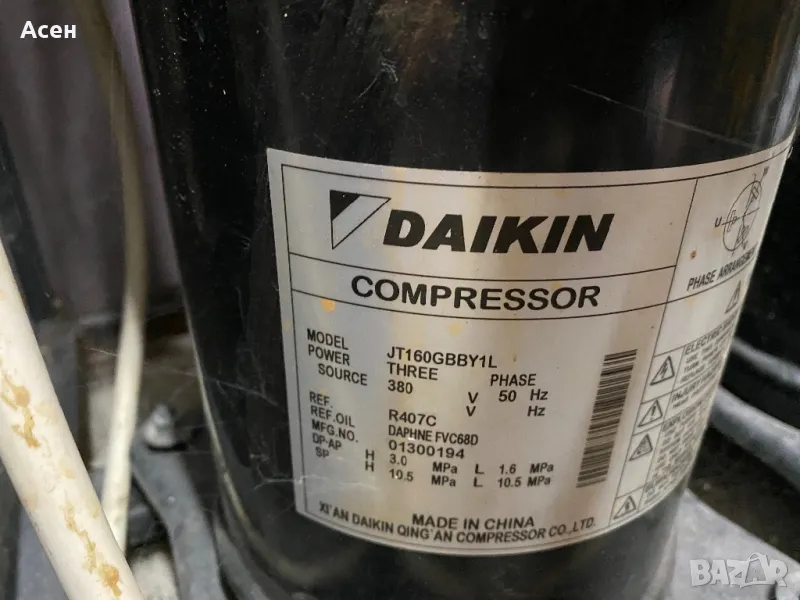 Асен
DAIKIN
COMPRESSOR
MODEL JT160GBBY1L
POWER SOURCE THREE PHASE
380 V 50 Hz
V Hz
REF. R407C
REF.OIL DAPHNE FVC68D
MFG.NO. 01300194
DP-AP H 3.0 MPa L 1.6 MPa
SP H 10.5 MPa L 10.5 MPa
MADE IN CHINA
XI'AN DAIKIN QING'AN COMPRESSOR CO.,LTD.
U
PHASE
BAZAR